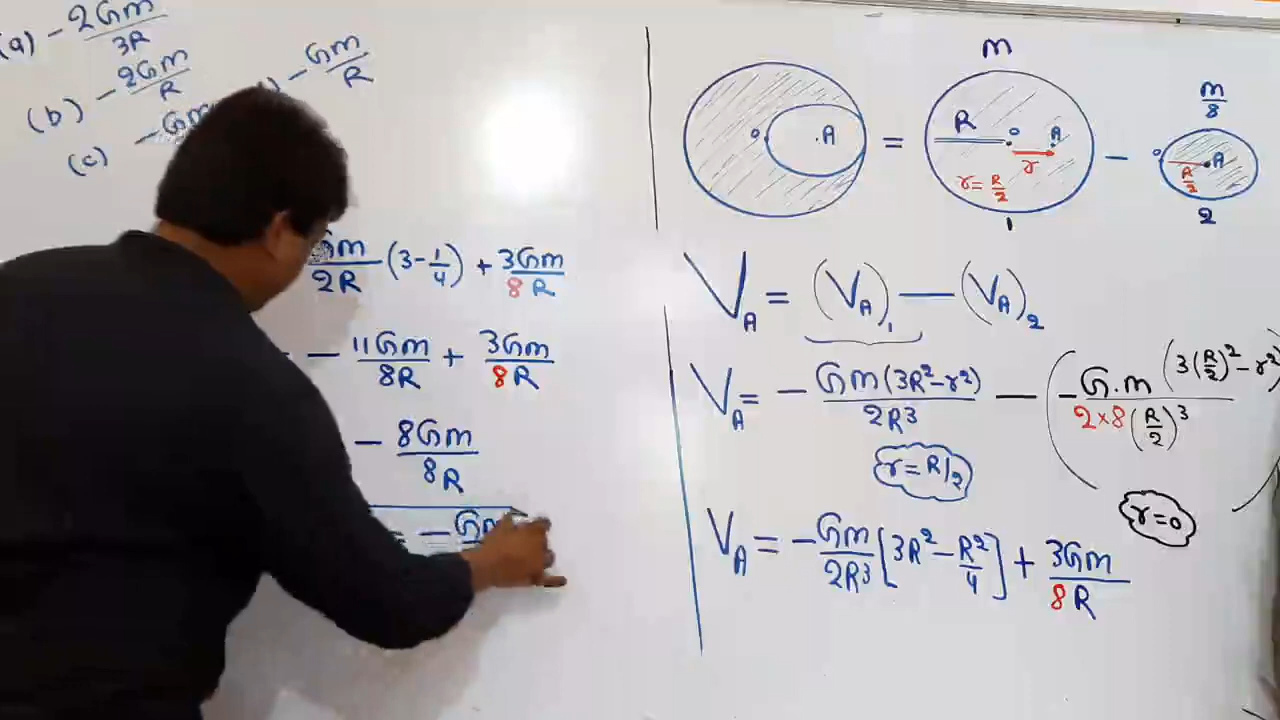 (a) - 2Gm/3R
(b) - 2Gm/R
(c) - Gm
- Gm/R
Gm/2R (3 - 1/4) + 3Gm/8R
- 11Gm/8R + 3Gm/8R
- 8Gm/8R
= - Gm
m
m/8
o .A = R o A r r = R/2 - o R/2 A
1 2
V_A = (V_A)_1 — (V_A)_2
V_A = - Gm(3R² - r²)/2R³ — (- G.m (3(R/2)² - r²)/2×8(R/2)³
r = R/2
r = 0
V_A = - Gm/2R³ [3R² - R²/4] + 3Gm/8R